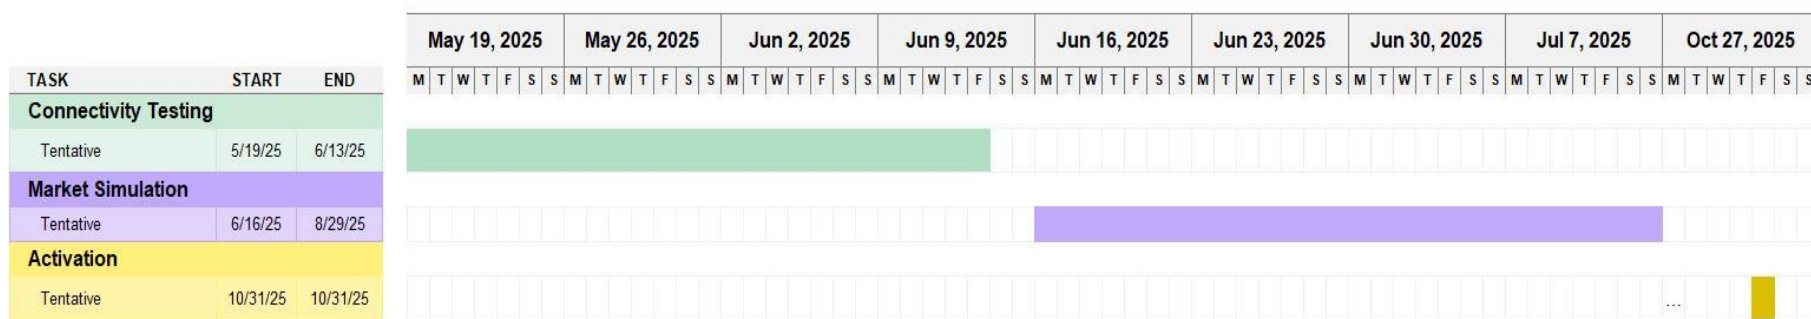 May 19, 2025 May 26, 2025 Jun 2, 2025 Jun 9, 2025 Jun 16, 2025 Jun 23, 2025 Jun 30, 2025 Jul 7, 2025 Oct 27, 2025
TASK START END M T W T F S S M T W T F S S M T W T F S S M T W T F S S M T W T F S S M T W T F S S M T W T F S S M T W T F S S M T W T F S S
Connectivity Testing
Tentative 5/19/25 6/13/25
Market Simulation
Tentative 6/16/25 8/29/25
Activation
Tentative 10/31/25 10/31/25 ...